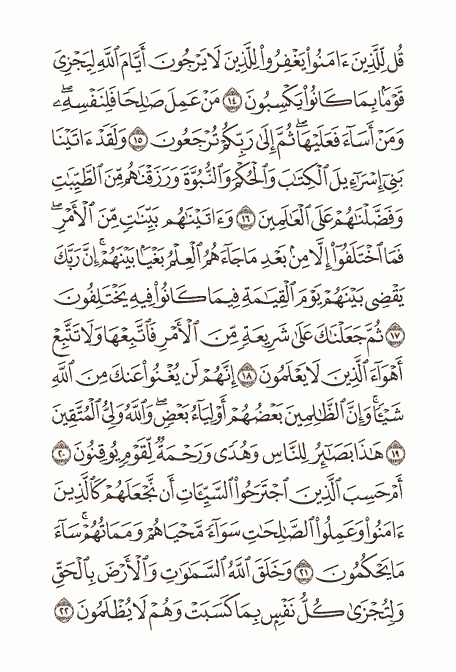 قُل لِّلَّذِينَ ءَامَنُوا۟ يَغْفِرُوا۟ لِلَّذِينَ لَا يَرْجُونَ أَيَّامَ ٱللَّهِ لِيَجْزِىَ
قَوْمًۢا بِمَا كَانُوا۟ يَكْسِبُونَ ١٤ مَنْ عَمِلَ صَـٰلِحًا فَلِنَفْسِهِۦ ۖ
وَمَنْ أَسَآءَ فَعَلَيْهَا ۖ ثُمَّ إِلَىٰ رَبِّكُمْ تُرْجَعُونَ ١٥ وَلَقَدْ ءَاتَيْنَا
بَنِىٓ إِسْرَٰٓءِيلَ ٱلْكِتَـٰبَ وَٱلْحُكْمَ وَٱلنُّبُوَّةَ وَرَزَقْنَـٰهُم مِّنَ ٱلطَّيِّبَـٰتِ
وَفَضَّلْنَـٰهُمْ عَلَى ٱلْعَـٰلَمِينَ ١٦ وَءَاتَيْنَـٰهُم بَيِّنَـٰتٍ مِّنَ ٱلْأَمْرِ ۖ
فَمَا ٱخْتَلَفُوٓا۟ إِلَّا مِنۢ بَعْدِ مَا جَآءَهُمُ ٱلْعِلْمُ بَغْيًۢا بَيْنَهُمْ ۚ إِنَّ رَبَّكَ
يَقْضِى بَيْنَهُمْ يَوْمَ ٱلْقِيَـٰمَةِ فِيمَا كَانُوا۟ فِيهِ يَخْتَلِفُونَ
١٧ ثُمَّ جَعَلْنَـٰكَ عَلَىٰ شَرِيعَةٍ مِّنَ ٱلْأَمْرِ فَٱتَّبِعْهَا وَلَا تَتَّبِعْ
أَهْوَآءَ ٱلَّذِينَ لَا يَعْلَمُونَ ١٨ إِنَّهُمْ لَن يُغْنُوا۟ عَنكَ مِنَ ٱللَّهِ
شَيْـًٔا ۚ وَإِنَّ ٱلظَّـٰلِمِينَ بَعْضُهُمْ أَوْلِيَآءُ بَعْضٍ ۖ وَٱللَّهُ وَلِىُّ ٱلْمُتَّقِينَ
١٩ هَـٰذَا بَصَـٰٓئِرُ لِلنَّاسِ وَهُدًى وَرَحْمَةٌ لِّقَوْمٍ يُوقِنُونَ ٢٠
أَمْ حَسِبَ ٱلَّذِينَ ٱجْتَرَحُوا۟ ٱلسَّيِّـَٔاتِ أَن نَّجْعَلَهُمْ كَٱلَّذِينَ
ءَامَنُوا۟ وَعَمِلُوا۟ ٱلصَّـٰلِحَـٰتِ سَوَآءً مَّحْيَاهُمْ وَمَمَاتُهُمْ ۚ سَآءَ
مَا يَحْكُمُونَ ٢١ وَخَلَقَ ٱللَّهُ ٱلسَّمَـٰوَٰتِ وَٱلْأَرْضَ بِٱلْحَقِّ
وَلِتُجْزَىٰ كُلُّ نَفْسٍۭ بِمَا كَسَبَتْ وَهُمْ لَا يُظْلَمُونَ ٢٢